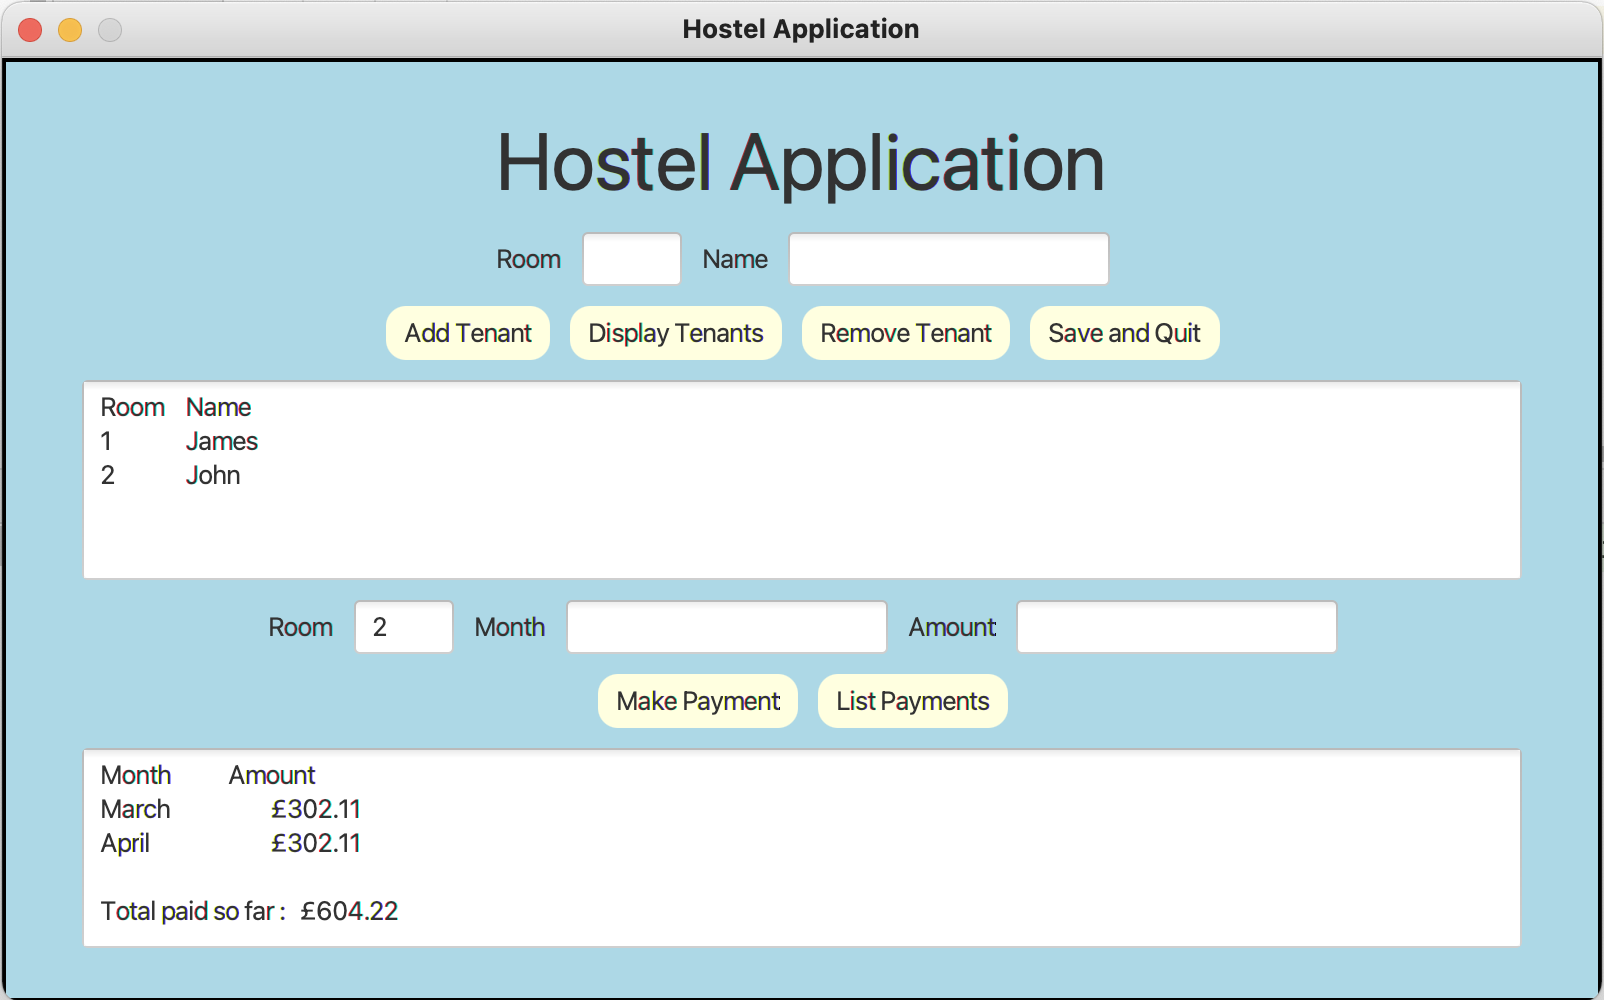 Hostel Application
Hostel Application
Room Name
Add Tenant Display Tenants Remove Tenant Save and Quit
Room Name
1 James
2 John
Room 2 Month Amount
Make Payment List Payments
Month Amount
March £302.11
April £302.11
Total paid so far : £604.22